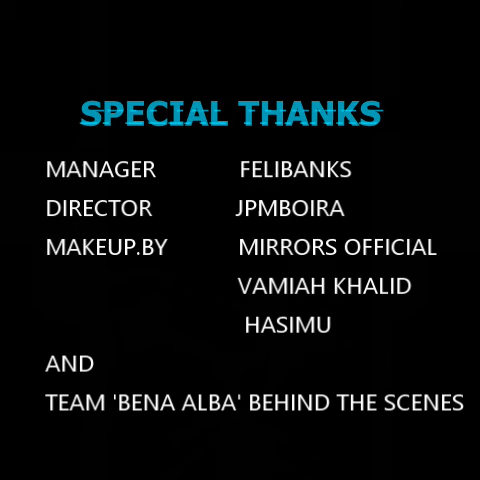 SPECIAL THANKS
MANAGER FELIBANKS
DIRECTOR JPMBOIRA
MAKEUP.BY MIRRORS OFFICIAL
VAMIAH KHALID
HASIMU
AND
TEAM 'BENA ALBA' BEHIND THE SCENES